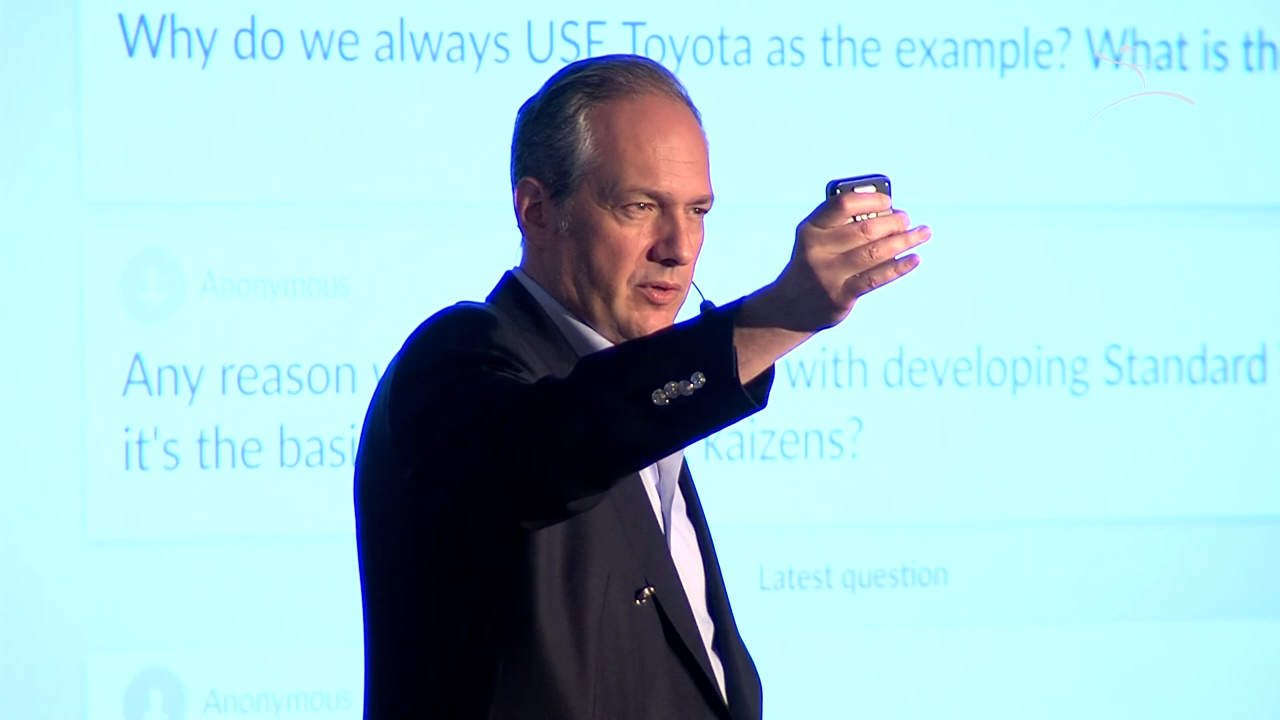 Why do we always USE Toyota as the example? What is th
Anonymous
Any reason with developing Standard
it's the basi kaizens?
Latest question
Anonymous